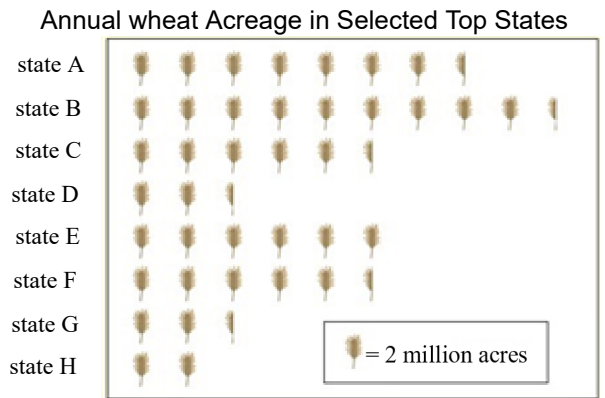 Annual wheat Acreage in Selected Top States
state A
state B
state C
state D
state E
state F
state G
state H
= 2 million acres